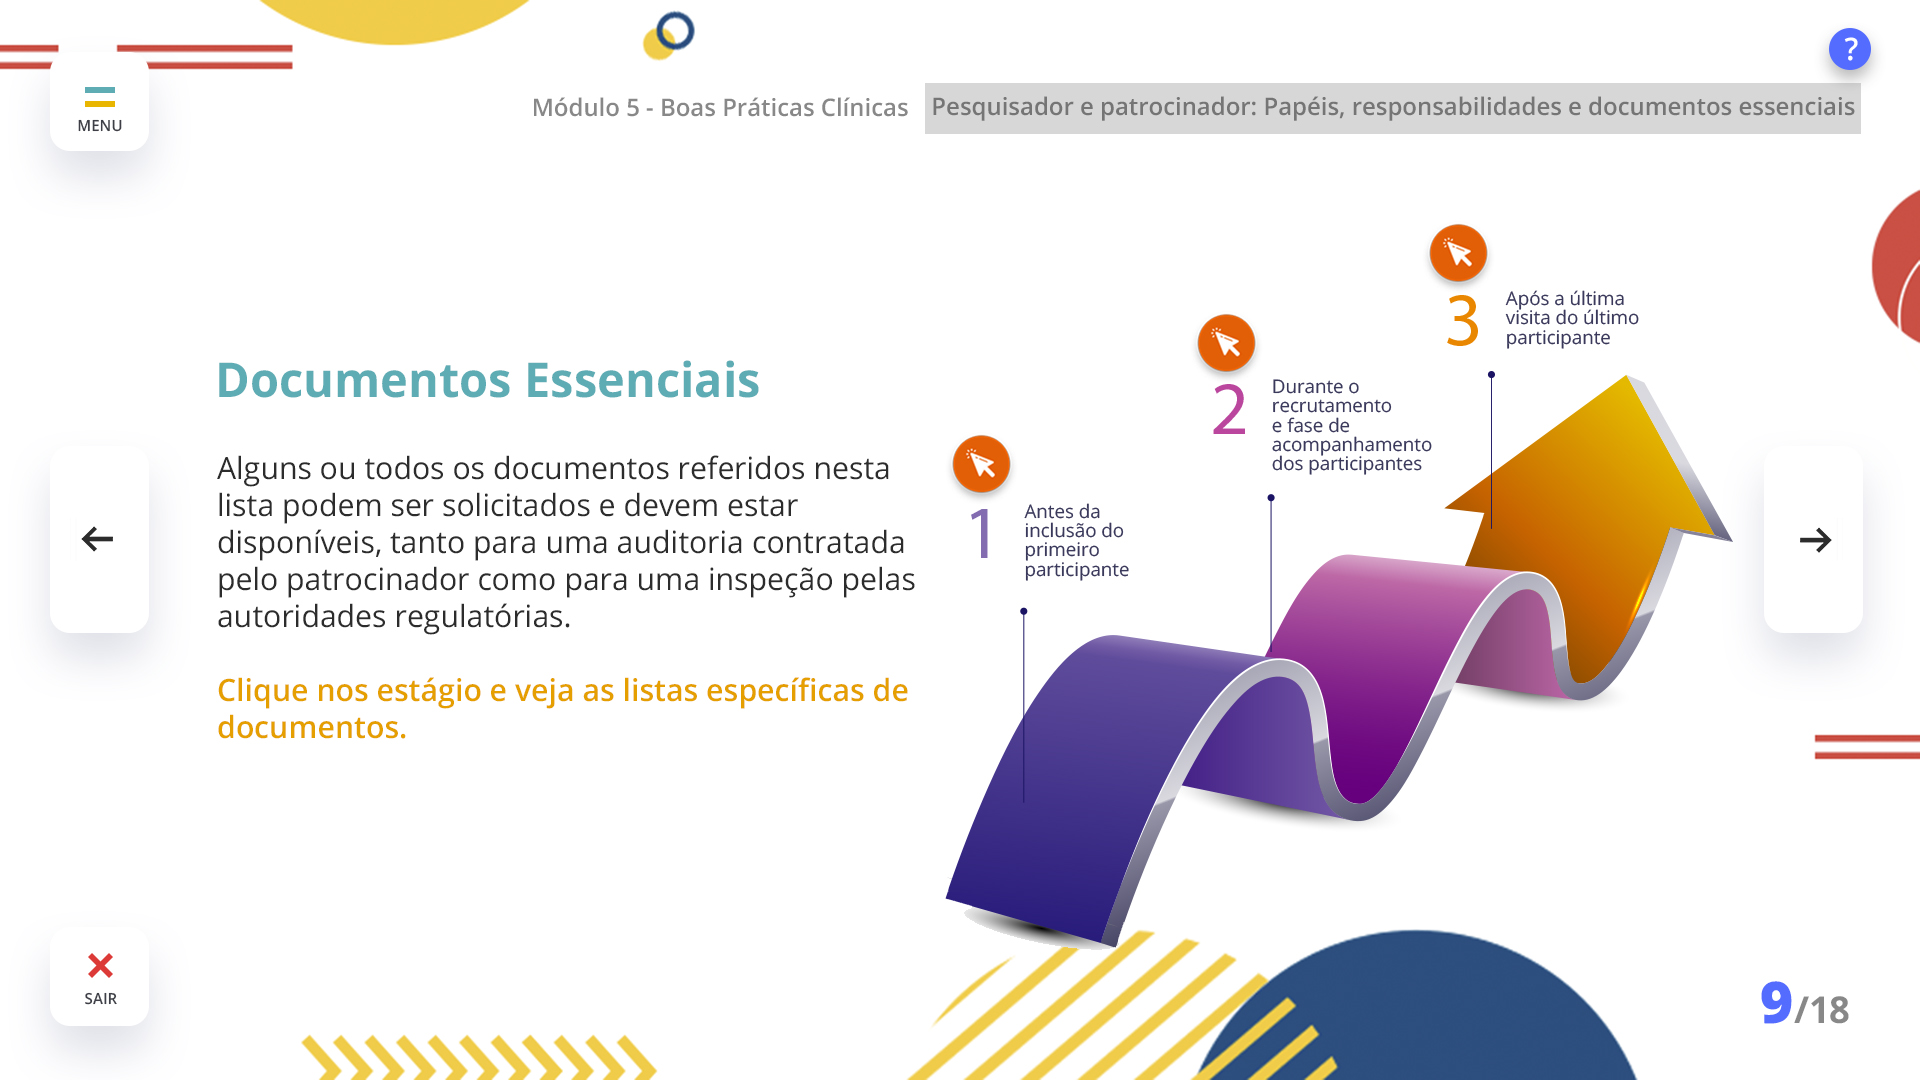 ?
MENU
Módulo 5 - Boas Práticas Clínicas
Pesquisador e patrocinador: Papéis, responsabilidades e documentos essenciais
Documentos Essenciais
Alguns ou todos os documentos referidos nesta
lista podem ser solicitados e devem estar
disponíveis, tanto para uma auditoria contratada
pelo patrocinador como para uma inspeção pelas
autoridades regulatórias.
Clique nos estágio e veja as listas específicas de
documentos.
1
Antes da
inclusão do
primeiro
participante
2
Durante o
recrutamento
e fase de
acompanhamento
dos participantes
3
Após a última
visita do último
participante
SAIR
9/18